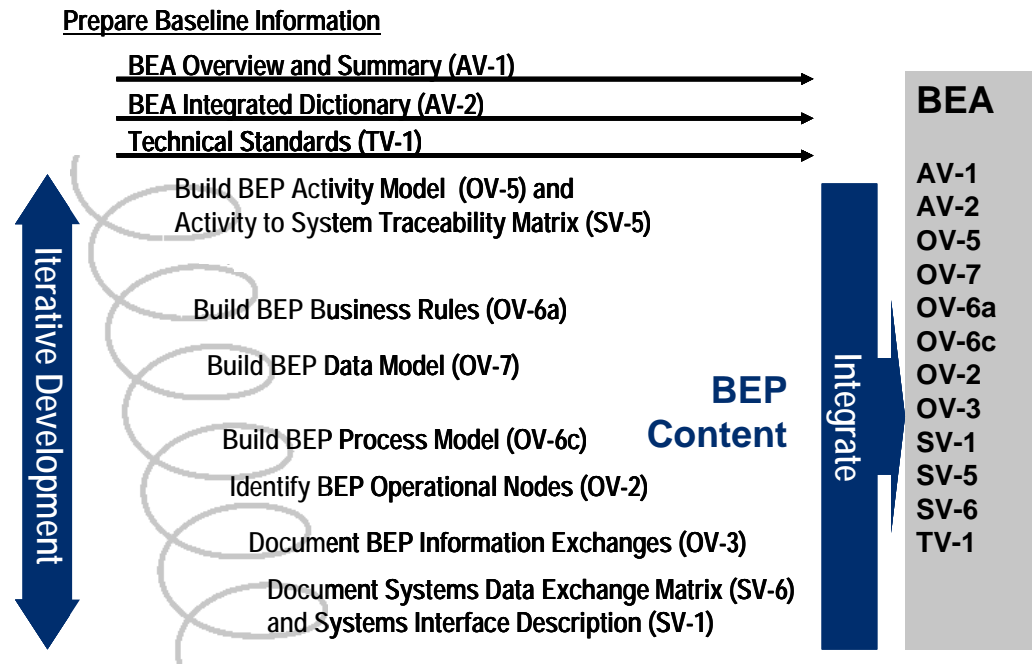 Prepare Baseline Information
BEA Overview and Summary (AV-1)
BEA Integrated Dictionary (AV-2)
Technical Standards (TV-1)
Iterative Development
Build BEP Activity Model (OV-5) and
Activity to System Traceability Matrix (SV-5)
Build BEP Business Rules (OV-6a)
Build BEP Data Model (OV-7)
Build BEP Process Model (OV-6c)
Identify BEP Operational Nodes (OV-2)
Document BEP Information Exchanges (OV-3)
Document Systems Data Exchange Matrix (SV-6)
and Systems Interface Description (SV-1)
BEP
Content
Integrate
BEA
AV-1
AV-2
OV-5
OV-7
OV-6a
OV-6c
OV-2
OV-3
SV-1
SV-5
SV-6
TV-1